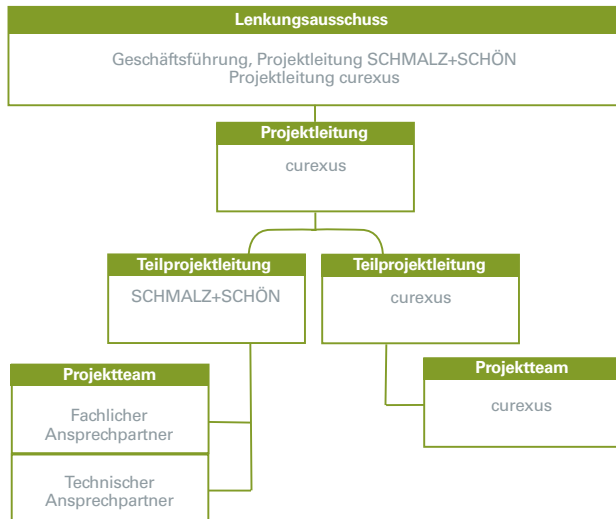 Lenkungsausschuss
Geschäftsführung, Projektleitung SCHMALZ+SCHÖN
Projektleitung curexus
Projektleitung
curexus
Teilprojektleitung
SCHMALZ+SCHÖN
Teilprojektleitung
curexus
Projektteam
Fachlicher
Ansprechpartner
Technischer
Ansprechpartner
Projektteam
curexus